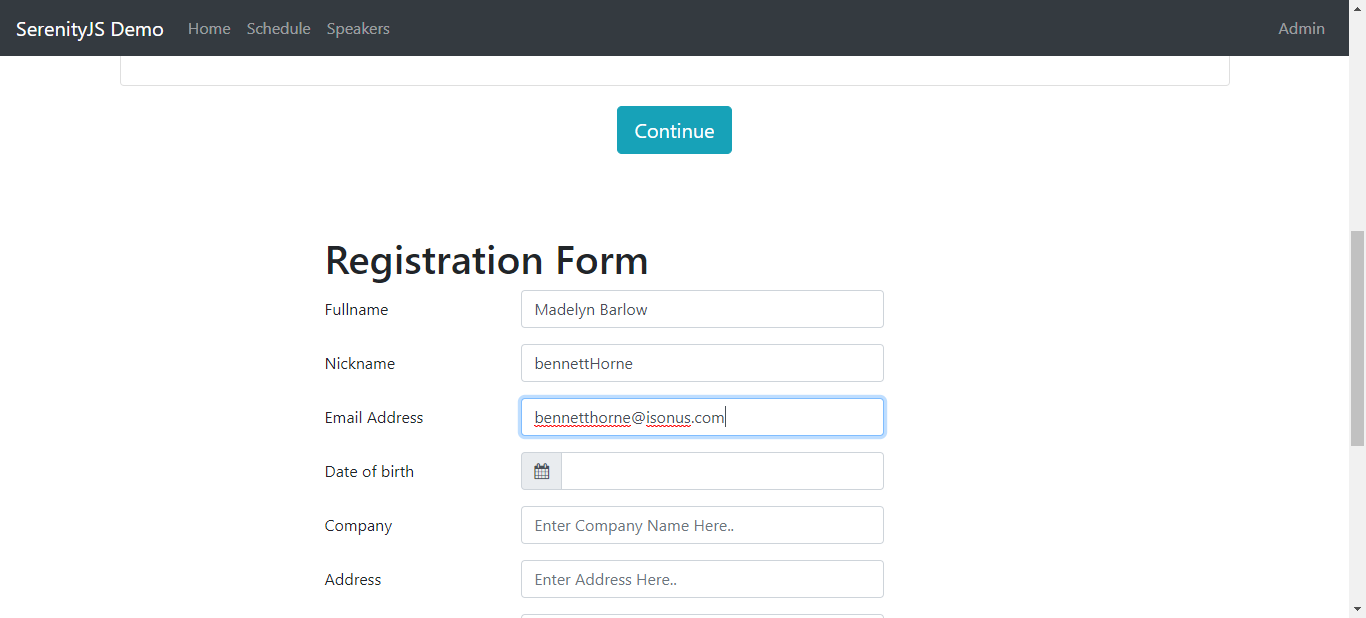 SerenityJS Demo Home Schedule Speakers Admin
Continue
Registration Form
Fullname Madelyn Barlow
Nickname bennettHorne
Email Address bennetthorne@isonus.com
Date of birth
Company Enter Company Name Here..
Address Enter Address Here..